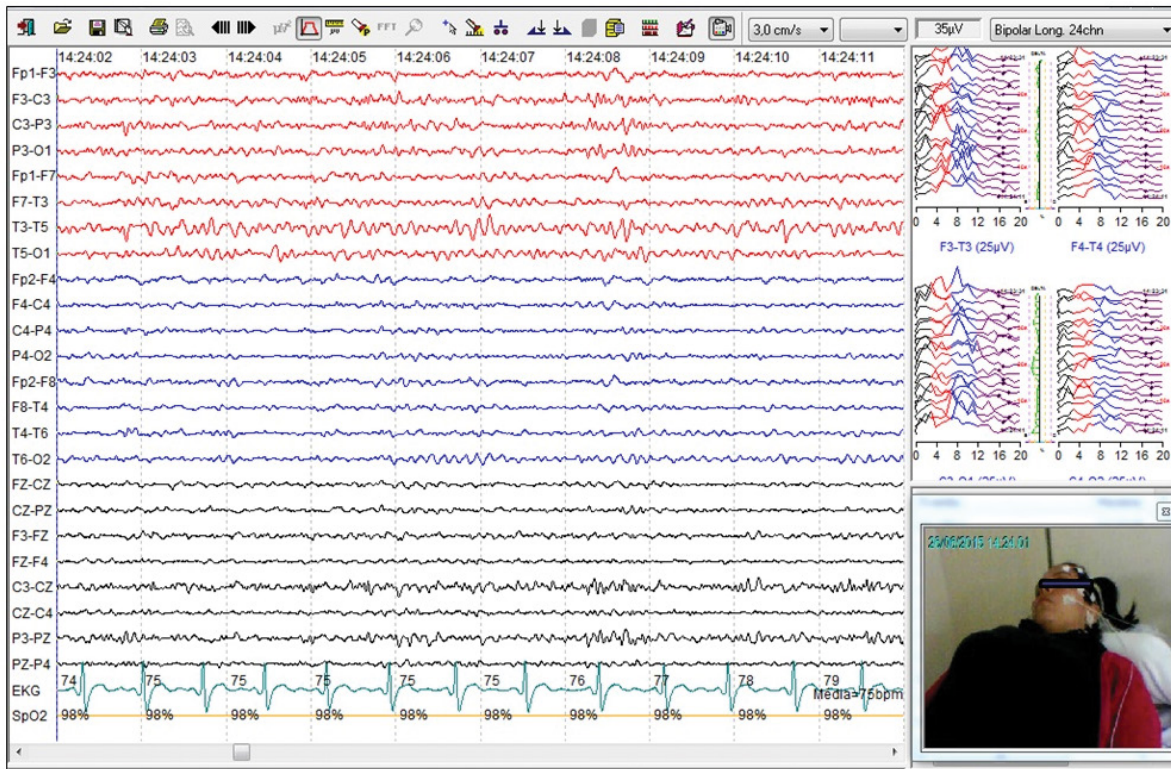 µV² µV FFT 3,0 cm/s 35µV Bipolar Long. 24chn
14:24:02 14:24:03 14:24:04 14:24:05 14:24:06 14:24:07 14:24:08 14:24:09 14:24:10 14:24:11
Fp1-F3
F3-C3
C3-P3
P3-O1
Fp1-F7
F7-T3
T3-T5
T5-O1
Fp2-F4
F4-C4
C4-P4
P4-O2
Fp2-F8
F8-T4
T4-T6
T6-O2
FZ-CZ
CZ-PZ
F3-FZ
FZ-F4
C3-CZ
CZ-C4
P3-PZ
PZ-P4
74 75 75 75 75 75 76 77 78 79
EKG
Media=75bpm
SpO2 98% 98% 98% 98% 98% 98% 98% 98% 98% 98%
0 4 8 12 16 20 0 4 8 12 16 20
F3-T3 (25µV) F4-T4 (25µV)
0 4 8 12 16 20 0 4 8 12 16 20